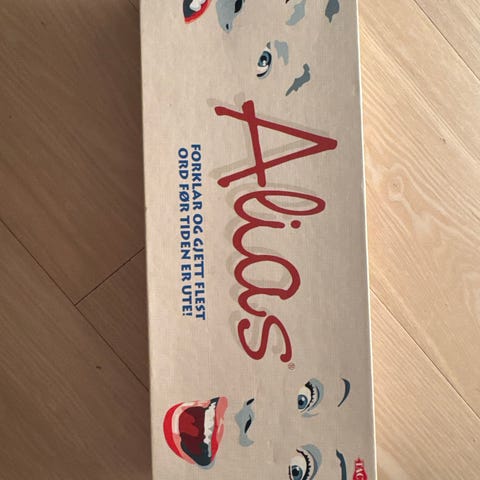 Alias®
FORKLAR OG GJETT FLEST
ORD FØR TIDEN ER UTE!